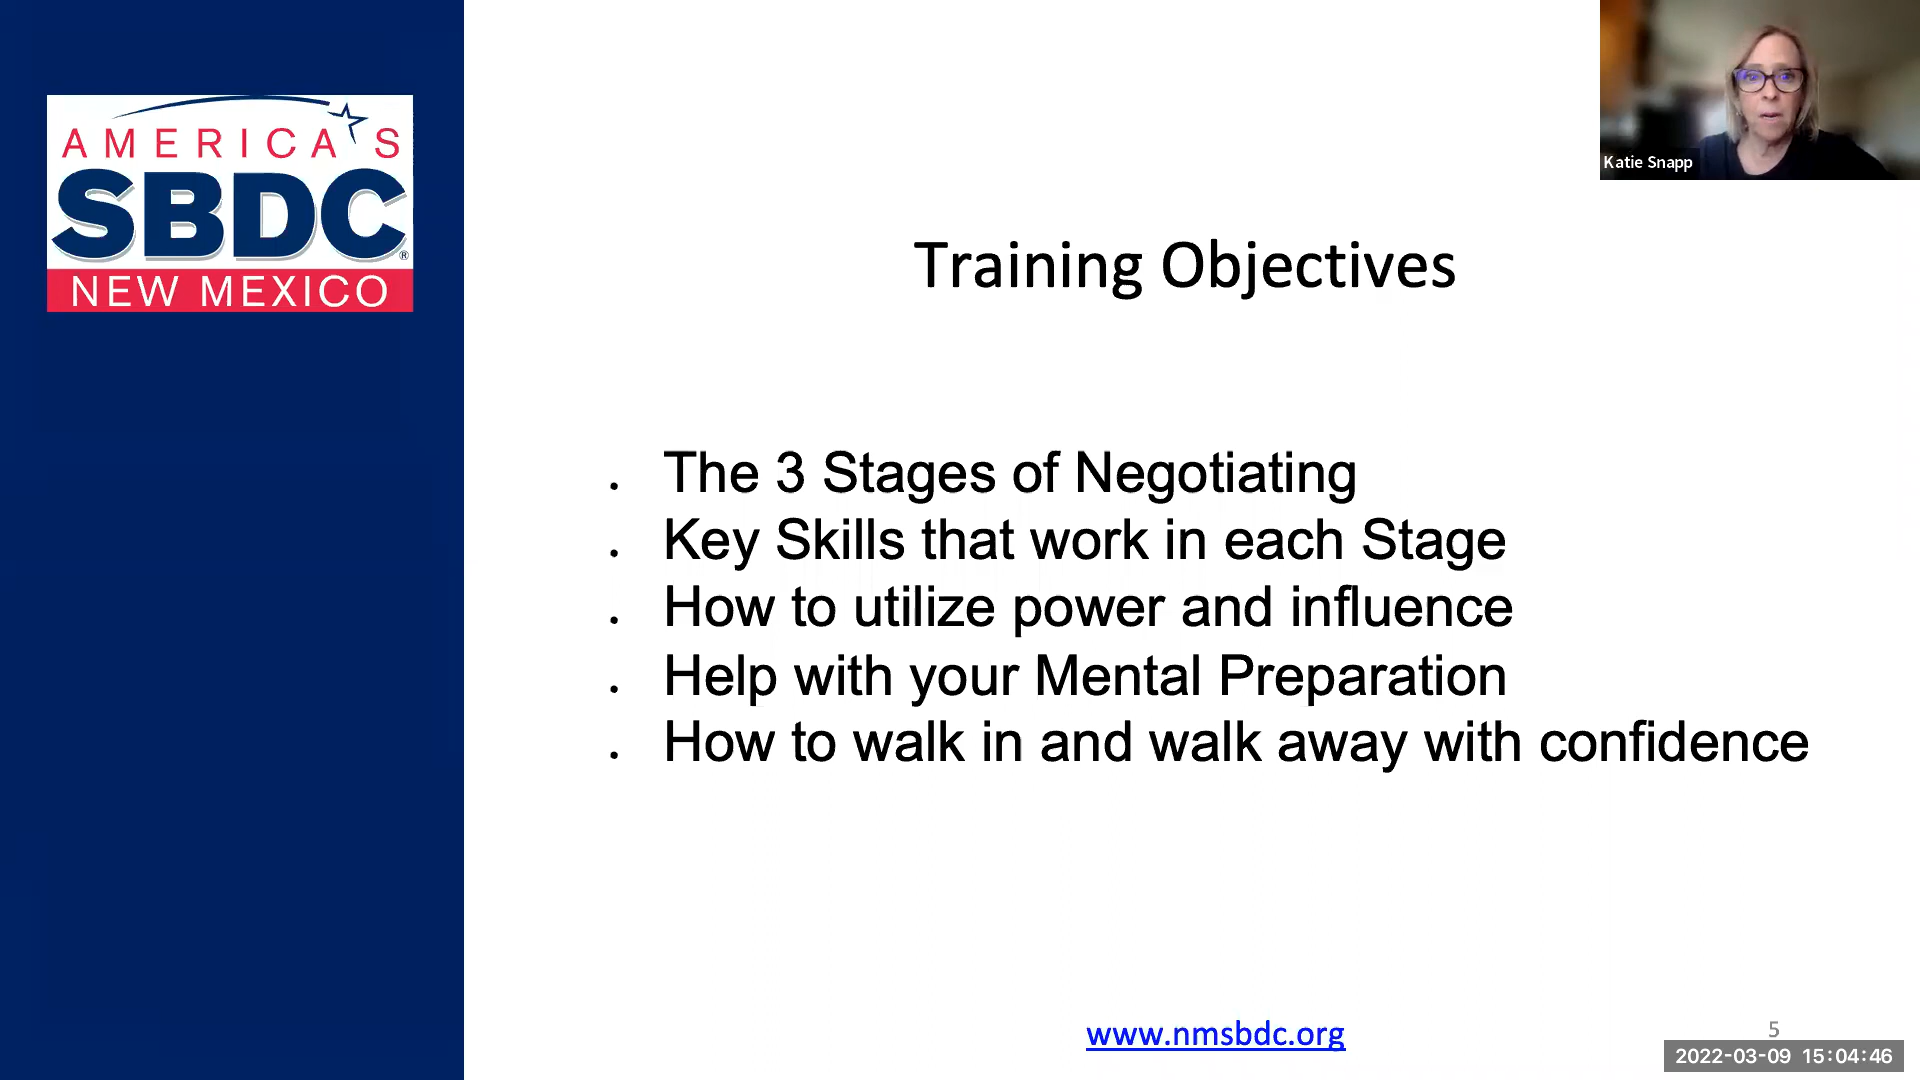 AMERICA'S
SBDC®
NEW MEXICO
Katie Snapp
Training Objectives
• The 3 Stages of Negotiating
• Key Skills that work in each Stage
• How to utilize power and influence
• Help with your Mental Preparation
• How to walk in and walk away with confidence
www.nmsbdc.org
5
2022-03-09 15:04:46